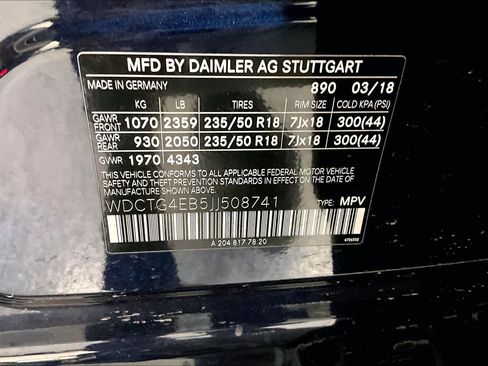 MFD BY DAIMLER AG STUTTGART
MADE IN GERMANY 890 03/18
KG LB TIRES RIM SIZE COLD KPA (PSI)
GAWR FRONT 1070 2359 235/50 R18 7Jx18 300(44)
GAWR REAR 930 2050 235/50 R18 7Jx18 300(44)
GVWR 1970 4343
THIS VEHICLE CONFORMS TO ALL APPLICABLE FEDERAL MOTOR VEHICLE
SAFETY, BUMPER, AND THEFT PREVENTION STANDARDS IN EFFECT ON THE
DATE OF MANUFACTURE SHOWN ABOVE.
WDCTG4EB5JJ508741 TYPE: MPV
A 204 817 78 20